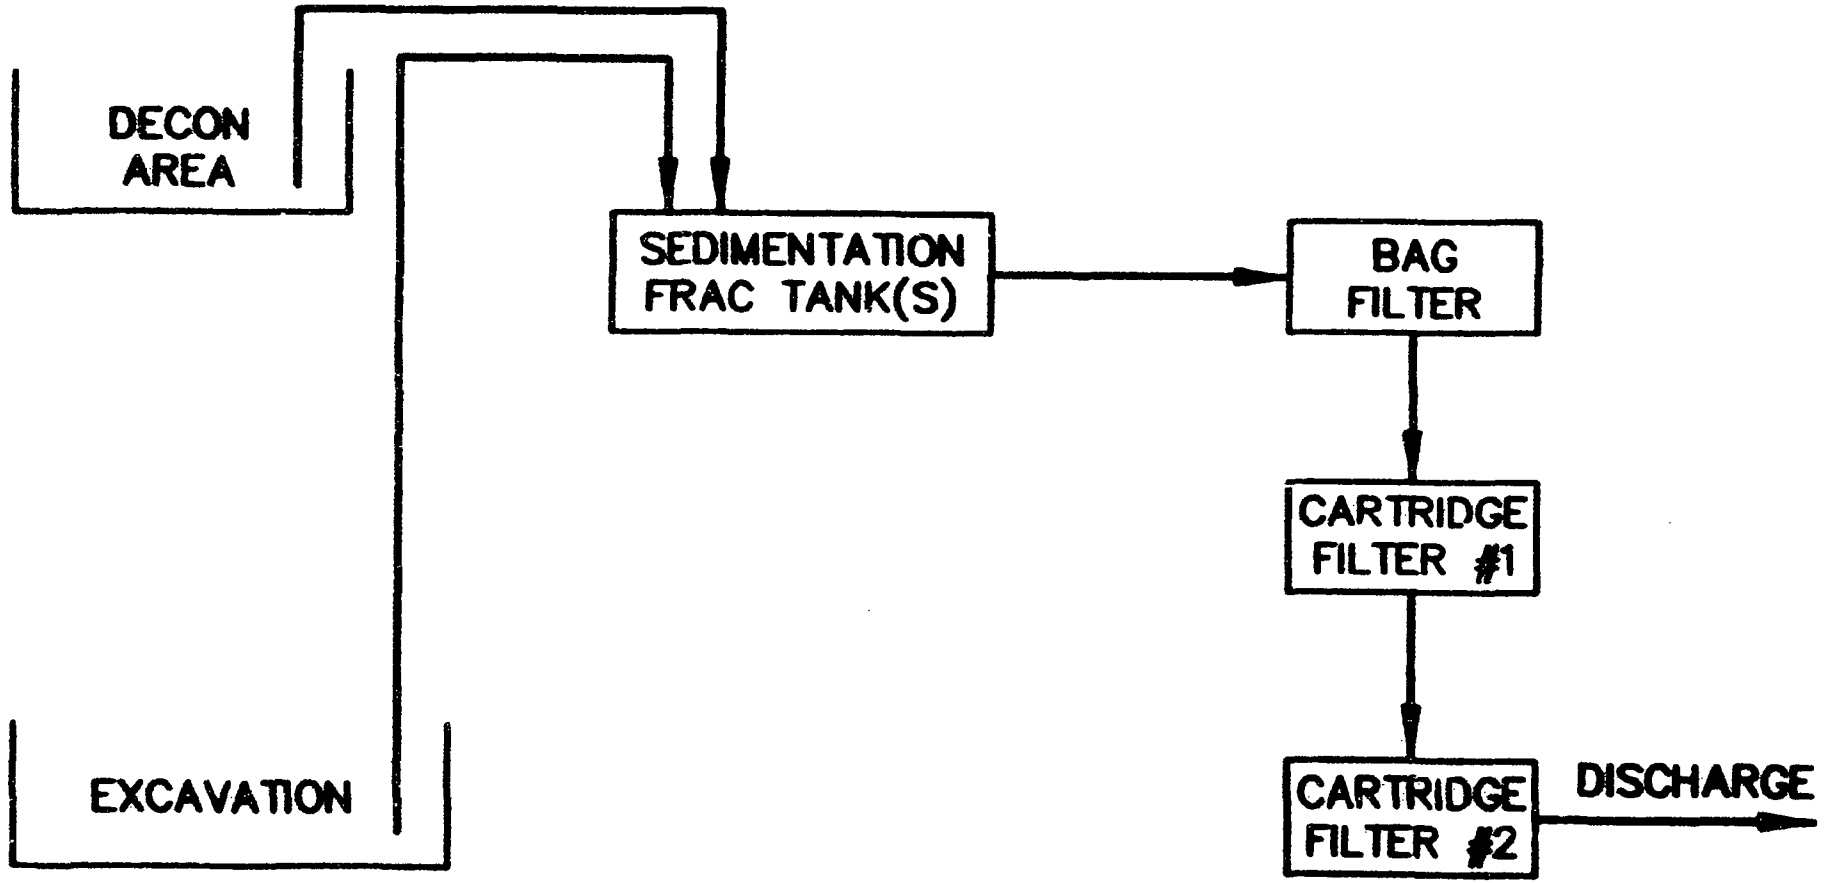 DECON
AREA
SEDIMENTATION
FRAC TANK(S)
BAG
FILTER
CARTRIDGE
FILTER #1
EXCAVATION
CARTRIDGE
FILTER #2
DISCHARGE